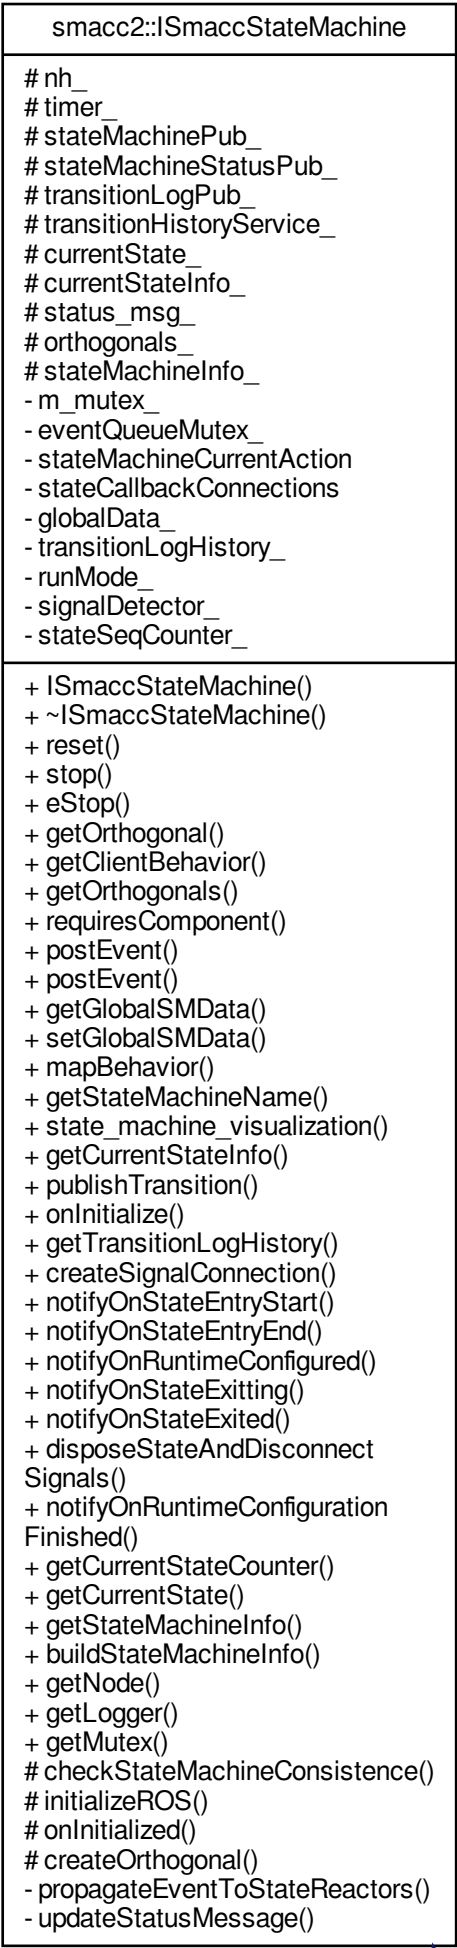 smacc2::ISmaccStateMachine
# nh_
# timer_
# stateMachinePub_
# stateMachineStatusPub_
# transitionLogPub_
# transitionHistoryService_
# currentState_
# currentStateInfo_
# status_msg_
# orthogonals_
# stateMachineInfo_
- m_mutex_
- eventQueueMutex_
- stateMachineCurrentAction
- stateCallbackConnections
- globalData_
- transitionLogHistory_
- runMode_
- signalDetector_
- stateSeqCounter_
+ ISmaccStateMachine()
+ ~ISmaccStateMachine()
+ reset()
+ stop()
+ eStop()
+ getOrthogonal()
+ getClientBehavior()
+ getOrthogonals()
+ requiresComponent()
+ postEvent()
+ postEvent()
+ getGlobalSMData()
+ setGlobalSMData()
+ mapBehavior()
+ getStateMachineName()
+ state_machine_visualization()
+ getCurrentStateInfo()
+ publishTransition()
+ onInitialize()
+ getTransitionLogHistory()
+ createSignalConnection()
+ notifyOnStateEntryStart()
+ notifyOnStateEntryEnd()
+ notifyOnRuntimeConfigured()
+ notifyOnStateExitting()
+ notifyOnStateExited()
+ disposeStateAndDisconnect
Signals()
+ notifyOnRuntimeConfiguration
Finished()
+ getCurrentStateCounter()
+ getCurrentState()
+ getStateMachineInfo()
+ buildStateMachineInfo()
+ getNode()
+ getLogger()
+ getMutex()
# checkStateMachineConsistence()
# initializeROS()
# onInitialized()
# createOrthogonal()
- propagateEventToStateReactors()
- updateStatusMessage()